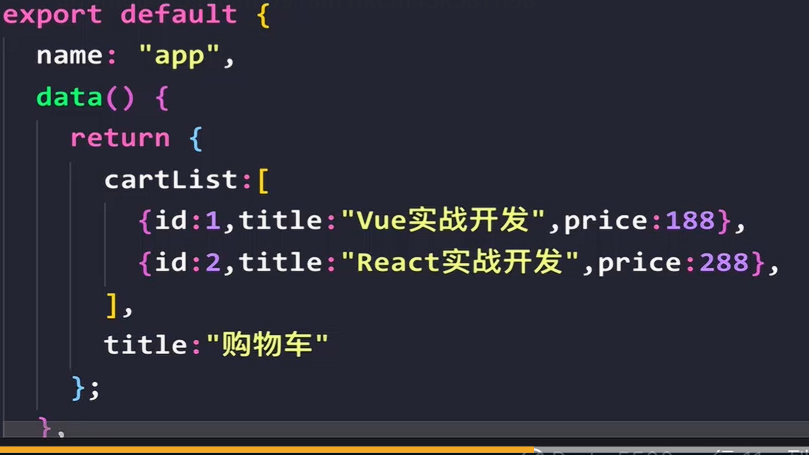 export default {
name: "app",
data() {
return {
cartList:[
{id:1,title:"Vue实战开发",price:188},
{id:2,title:"React实战开发",price:288},
],
title:"购物车"
};
},